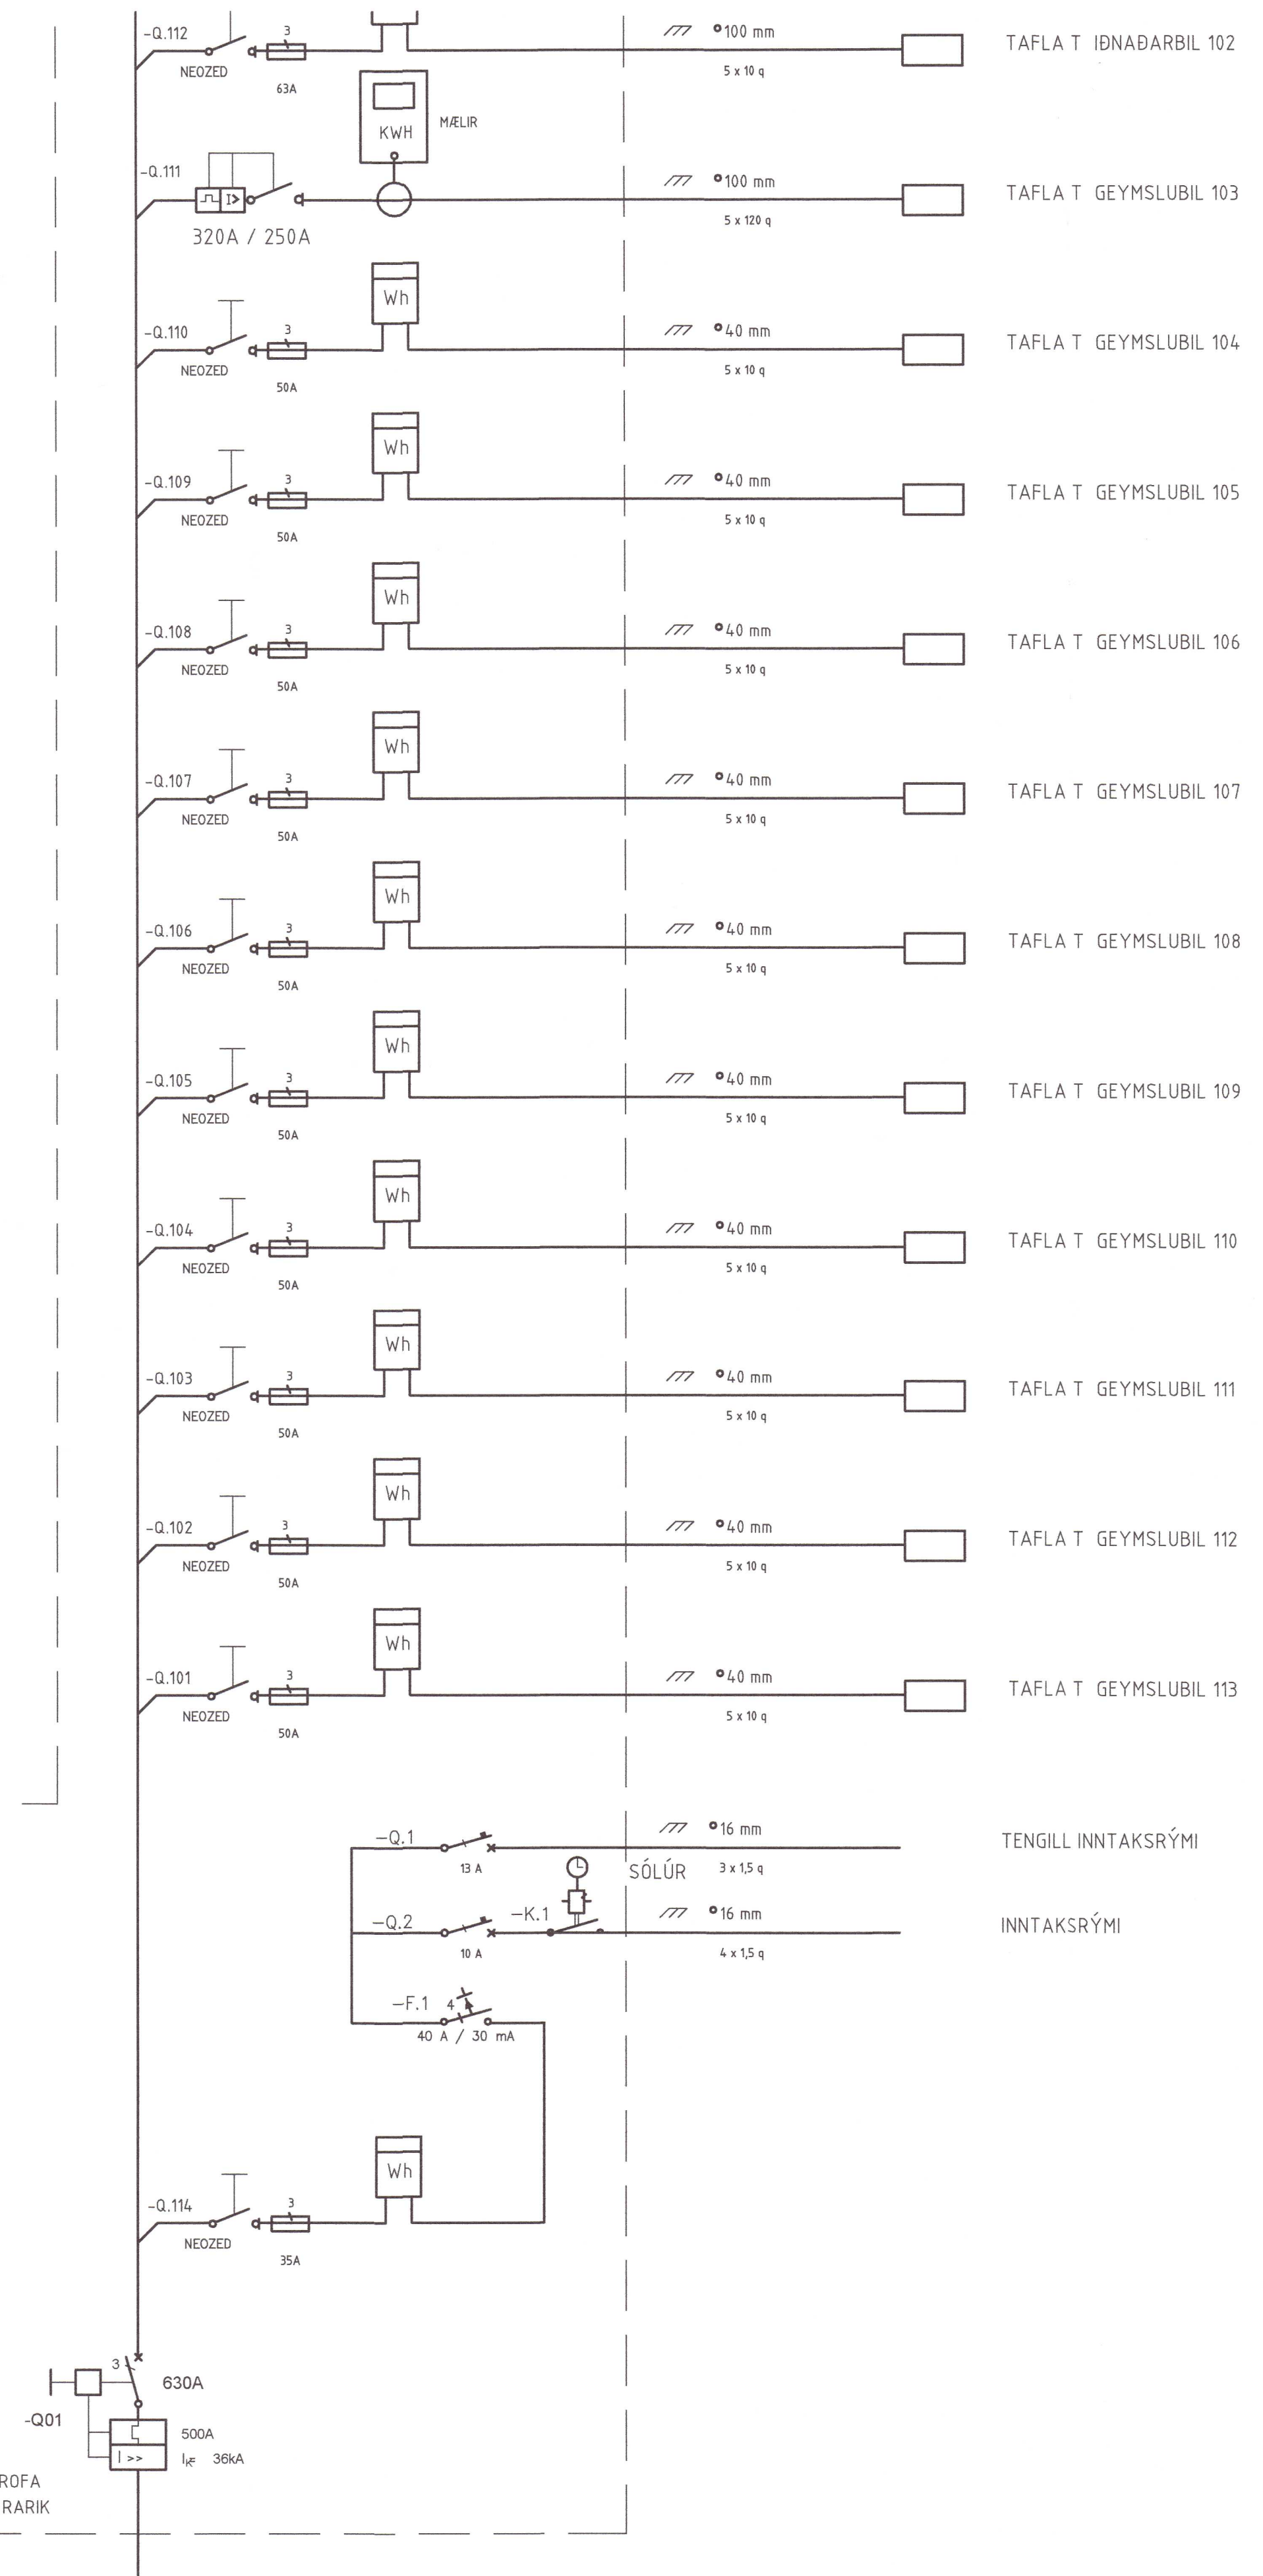 -Q.112
3
100 mm
TAFLA T IÐNAÐARBIL 102
NEOZED
63A
5 x 10 q
KWH
MÆLIR
-Q.111
I>
100 mm
TAFLA T GEYMSLUBIL 103
320A / 250A
5 x 120 q
Wh
-Q.110
3
40 mm
TAFLA T GEYMSLUBIL 104
NEOZED
50A
5 x 10 q
Wh
-Q.109
3
40 mm
TAFLA T GEYMSLUBIL 105
NEOZED
50A
5 x 10 q
Wh
-Q.108
3
40 mm
TAFLA T GEYMSLUBIL 106
NEOZED
50A
5 x 10 q
Wh
-Q.107
3
40 mm
TAFLA T GEYMSLUBIL 107
NEOZED
50A
5 x 10 q
Wh
-Q.106
3
40 mm
TAFLA T GEYMSLUBIL 108
NEOZED
50A
5 x 10 q
Wh
-Q.105
3
40 mm
TAFLA T GEYMSLUBIL 109
NEOZED
50A
5 x 10 q
Wh
-Q.104
3
40 mm
TAFLA T GEYMSLUBIL 110
NEOZED
50A
5 x 10 q
Wh
-Q.103
3
40 mm
TAFLA T GEYMSLUBIL 111
NEOZED
50A
5 x 10 q
Wh
-Q.102
3
40 mm
TAFLA T GEYMSLUBIL 112
NEOZED
50A
5 x 10 q
Wh
-Q.101
3
40 mm
TAFLA T GEYMSLUBIL 113
NEOZED
50A
5 x 10 q
-Q.1
16 mm
TENGILL INNTAKSRÝMI
13 A
SÓLÚR
3 x 1,5 q
-Q.2
-K.1
16 mm
INNTAKSRÝMI
10 A
4 x 1,5 q
-F.1
4
40 A / 30 mA
Wh
-Q.114
3
NEOZED
35A
3
630A
-Q01
500A
I >>
IK= 36kA
ROFA
RARIK